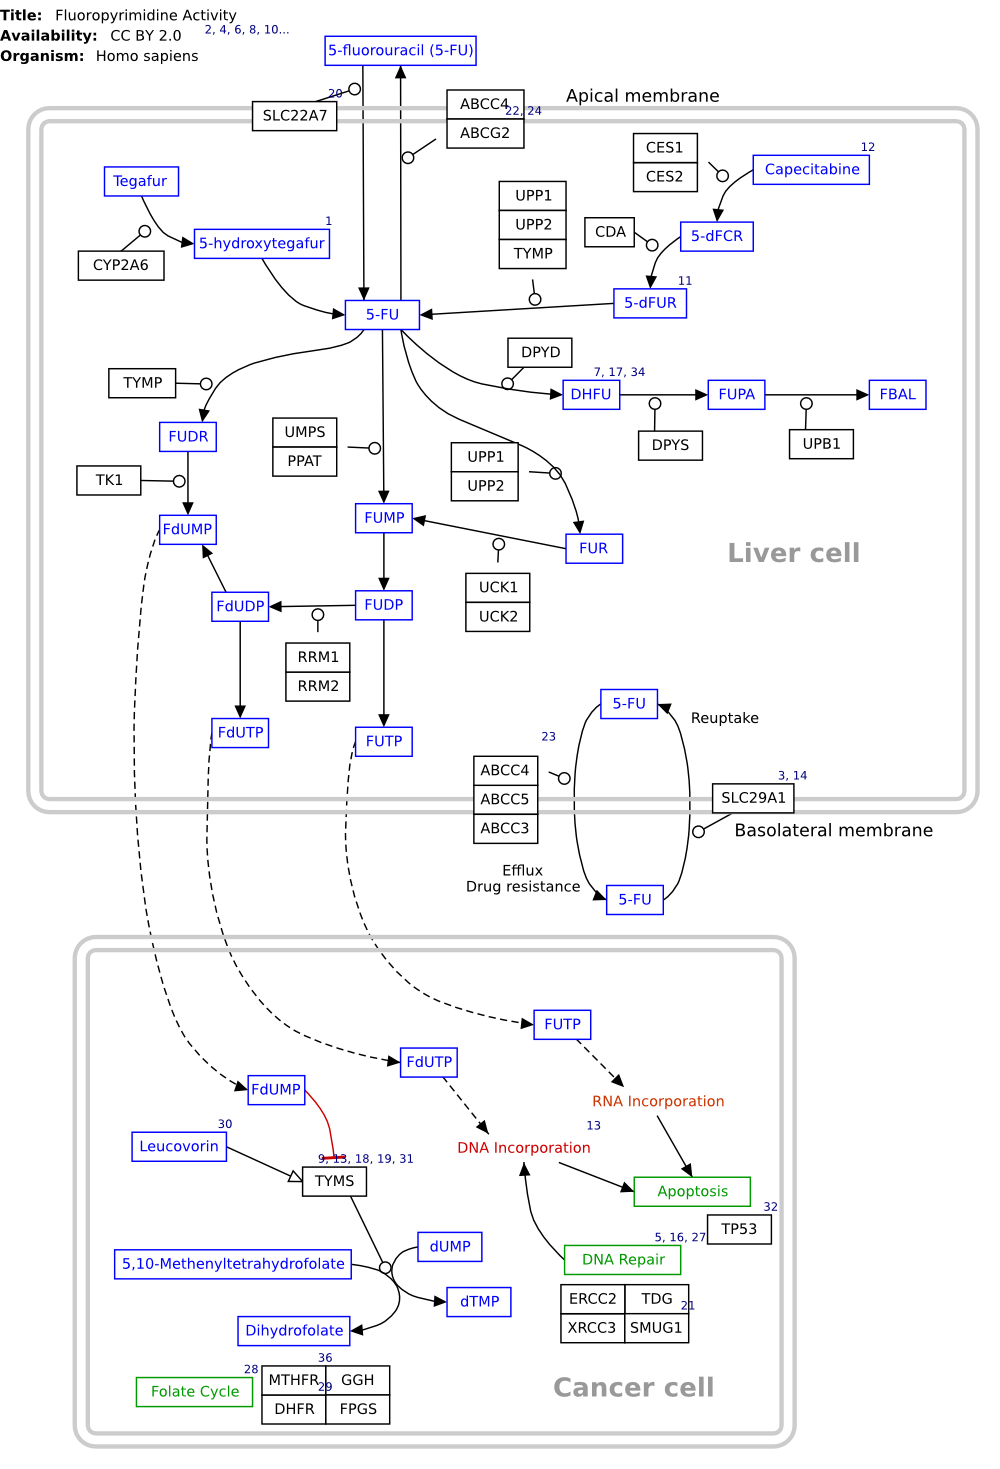 Title: Fluoropyrimidine Activity
Availability: CC BY 2.0
2, 4, 6, 8, 10...
Organism: Homo sapiens
5-fluorouracil (5-FU)
20
SLC22A7
ABCC4
22, 24
ABCG2
Apical membrane
CES1
CES2
12
Capecitabine
Tegafur
UPP1
UPP2
TYMP
CDA
5-dFCR
1
5-hydroxytegafur
CYP2A6
11
5-dFUR
5-FU
DPYD
TYMP
7, 17, 34
DHFU
FUPA
FBAL
FUDR
UMPS
PPAT
UPP1
UPP2
DPYS
UPB1
TK1
FdUMP
FUMP
FUR
Liver cell
UCK1
UCK2
FdUDP
FUDP
RRM1
RRM2
FdUTP
FUTP
5-FU
Reuptake
23
ABCC4
ABCC5
ABCC3
3, 14
SLC29A1
Basolateral membrane
Efflux
Drug resistance
5-FU
FUTP
FdUTP
FdUMP
RNA Incorporation
30
Leucovorin
13
DNA Incorporation
9, 13, 18, 19, 31
TYMS
Apoptosis
32
TP53
5, 16, 27
DNA Repair
dUMP
5,10-Methenyltetrahydrofolate
dTMP
ERCC2
TDG
21
XRCC3
SMUG1
Dihydrofolate
36
28
Folate Cycle
MTHFR
29
GGH
DHFR
FPGS
Cancer cell